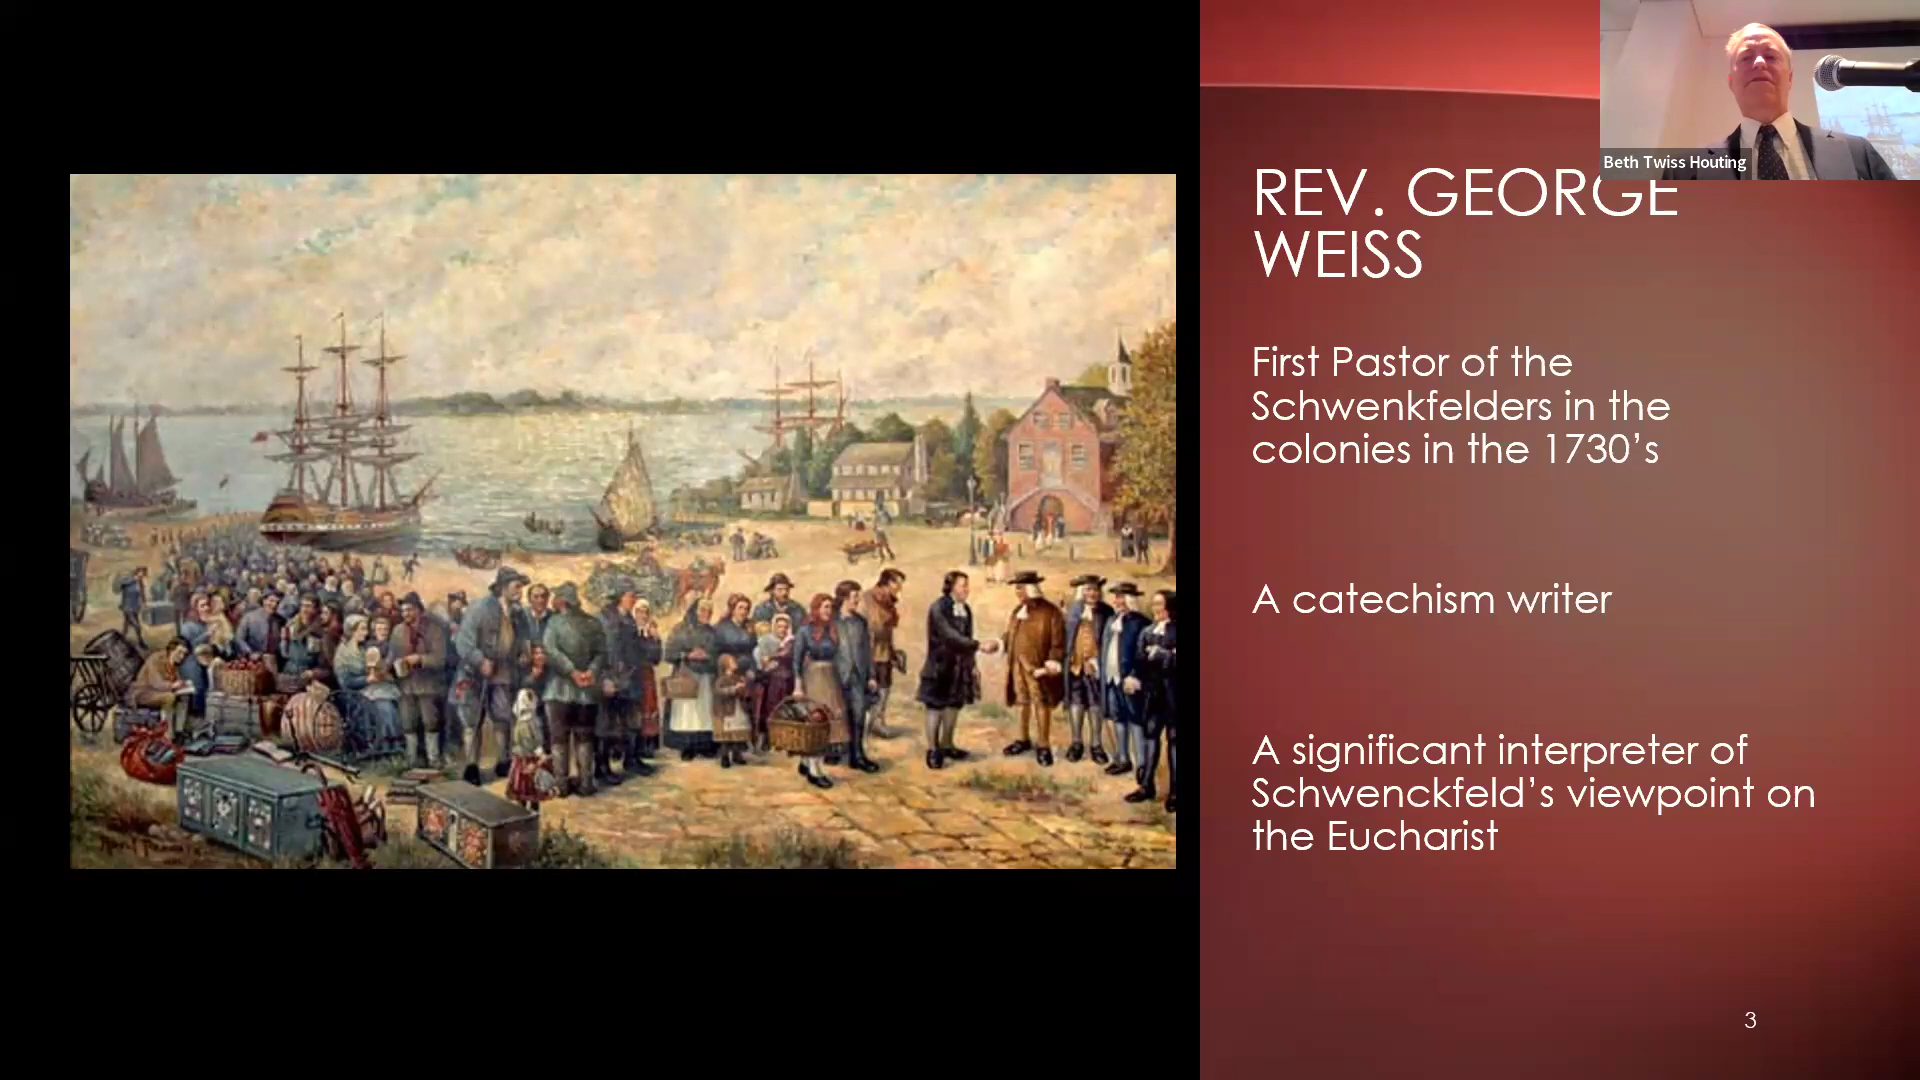 Beth Twiss Houting
REV. GEORGE
WEISS
First Pastor of the
Schwenkfelders in the
colonies in the 1730’s
A catechism writer
A significant interpreter of
Schwenckfeld’s viewpoint on
the Eucharist
3